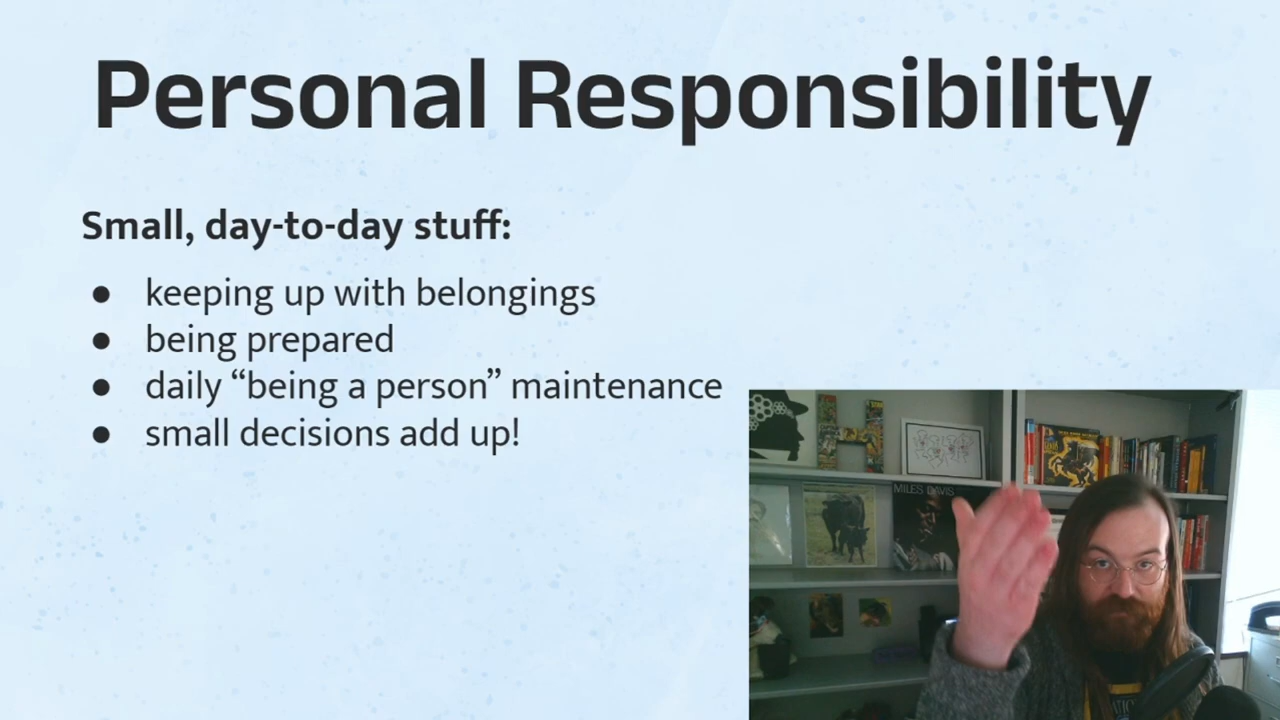 Personal Responsibility
Small, day-to-day stuff:
● keeping up with belongings
● being prepared
● daily “being a person” maintenance
● small decisions add up!
MILES DAVIS